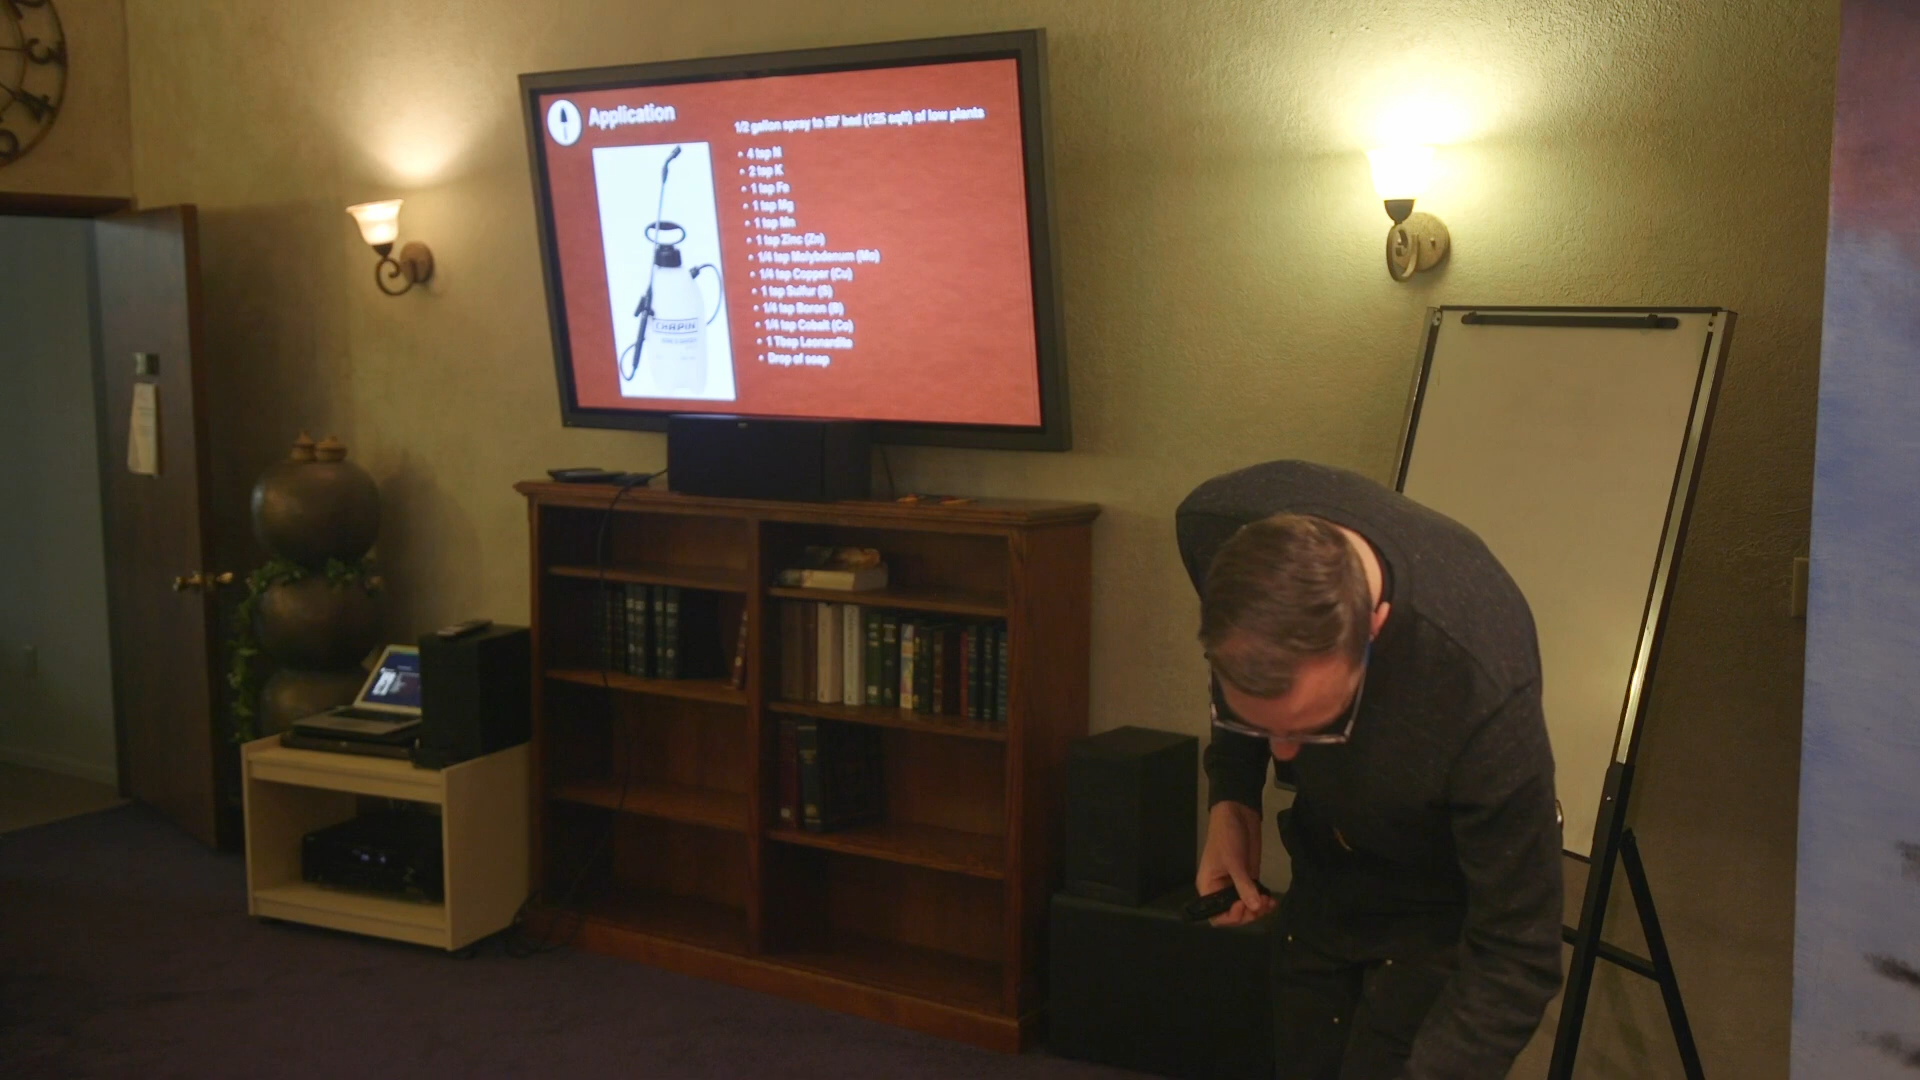 Application
1/2 gallon spray to 50' bed (125 sqft) of low plants
• 4 tsp N
• 2 tsp K
• 1 tsp Fe
• 1 tsp Mg
• 1 tsp Mn
• 1 tsp Zinc (Zn)
• 1/4 tsp Molybdenum (Mo)
• 1/4 tsp Copper (Cu)
• 1 tsp Sulfur (S)
• 1/4 tsp Boron (B)
• 1/4 tsp Cobalt (Co)
• 1 Tbsp Leonardite
• Drop of soap
CHAPIN